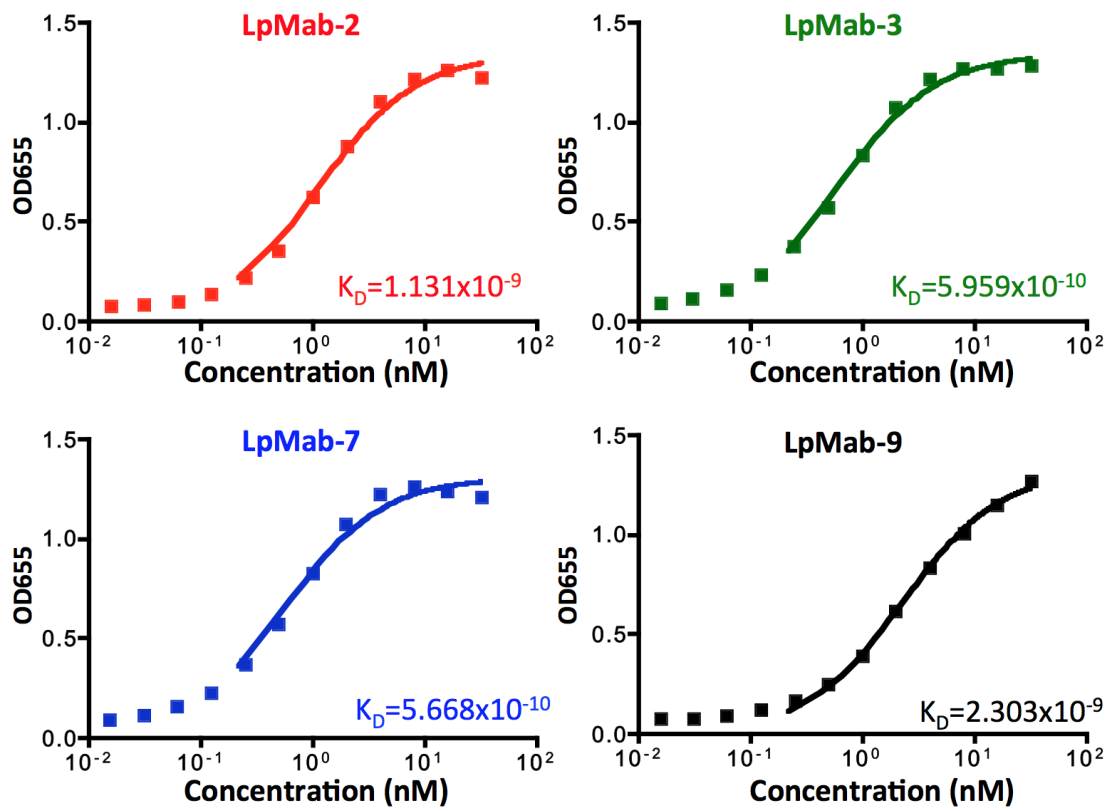 LpMab-2
1.5
1.0
0.5
0.0
OD655
K_D=1.131x10^-9
10^-2 10^-1 10^0 10^1 10^2
Concentration (nM)
LpMab-3
1.5
1.0
0.5
0.0
OD655
K_D=5.959x10^-10
10^-2 10^-1 10^0 10^1 10^2
Concentration (nM)
LpMab-7
1.5
1.0
0.5
0.0
OD655
K_D=5.668x10^-10
10^-2 10^-1 10^0 10^1 10^2
Concentration (nM)
LpMab-9
1.5
1.0
0.5
0.0
OD655
K_D=2.303x10^-9
10^-2 10^-1 10^0 10^1 10^2
Concentration (nM)